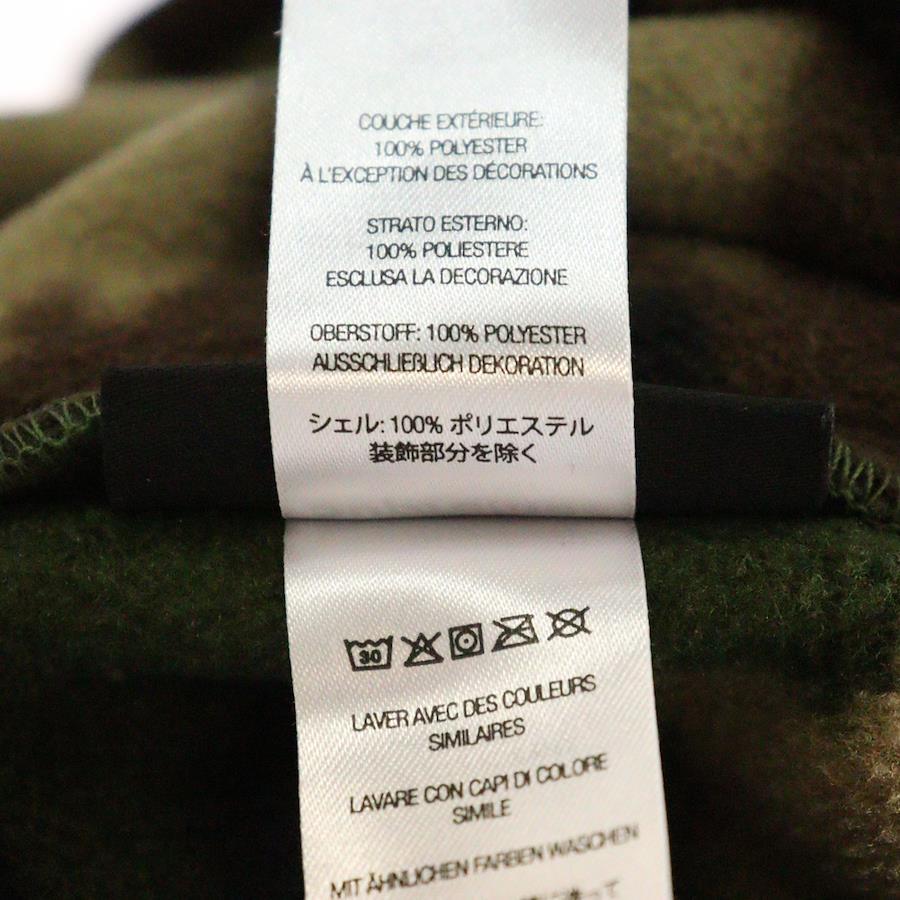 COUCHE EXTÉRIEURE:
100% POLYESTER
À L'EXCEPTION DES DÉCORATIONS
STRATO ESTERNO:
100% POLIESTERE
ESCLUSA LA DECORAZIONE
OBERSTOFF: 100% POLYESTER
AUSSCHLIEẞLICH DEKORATION
シェル: 100% ポリエステル
装飾部分を除く
30
LAVER AVEC DES COULEURS
SIMILAIRES
LAVARE CON CAPI DI COLORE
SIMILE
MIT ÄHNLICHEN FARBEN WASCHEN